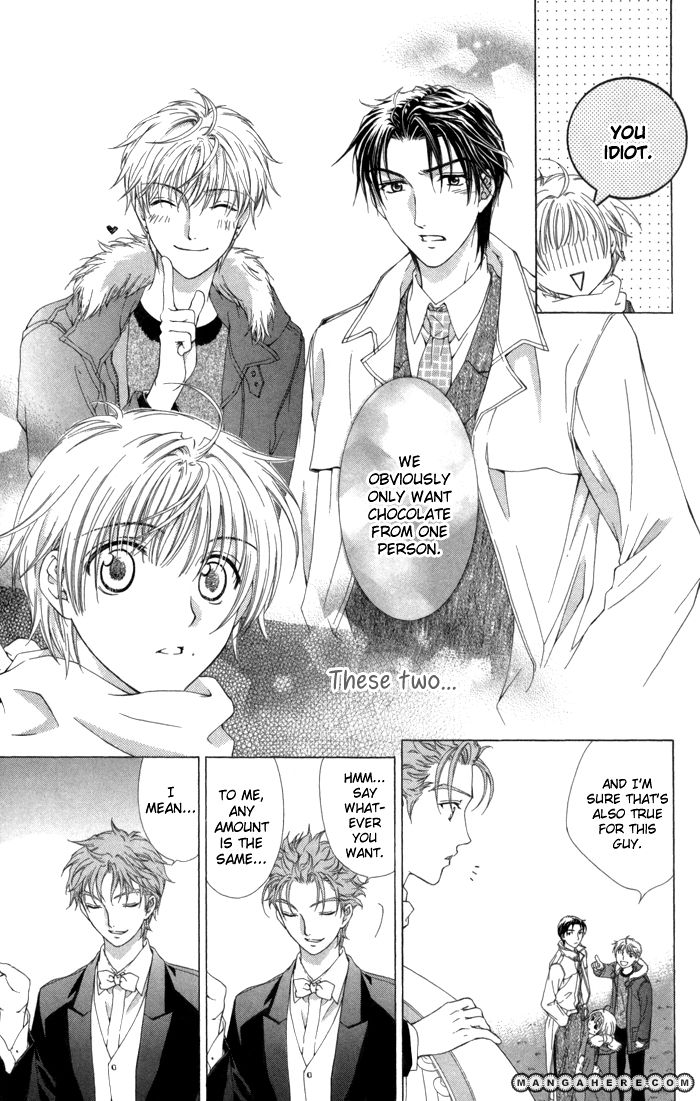 YOU
IDIOT.
WE
OBVIOUSLY
ONLY WANT
CHOCOLATE
FROM ONE
PERSON.
These two...
AND I'M
SURE THAT'S
ALSO TRUE
FOR THIS
GUY.
HMM...
SAY
WHAT-
EVER
YOU
WANT.
TO ME,
ANY
AMOUNT
IS THE
SAME...
I
MEAN...
MANGAHERE.COM